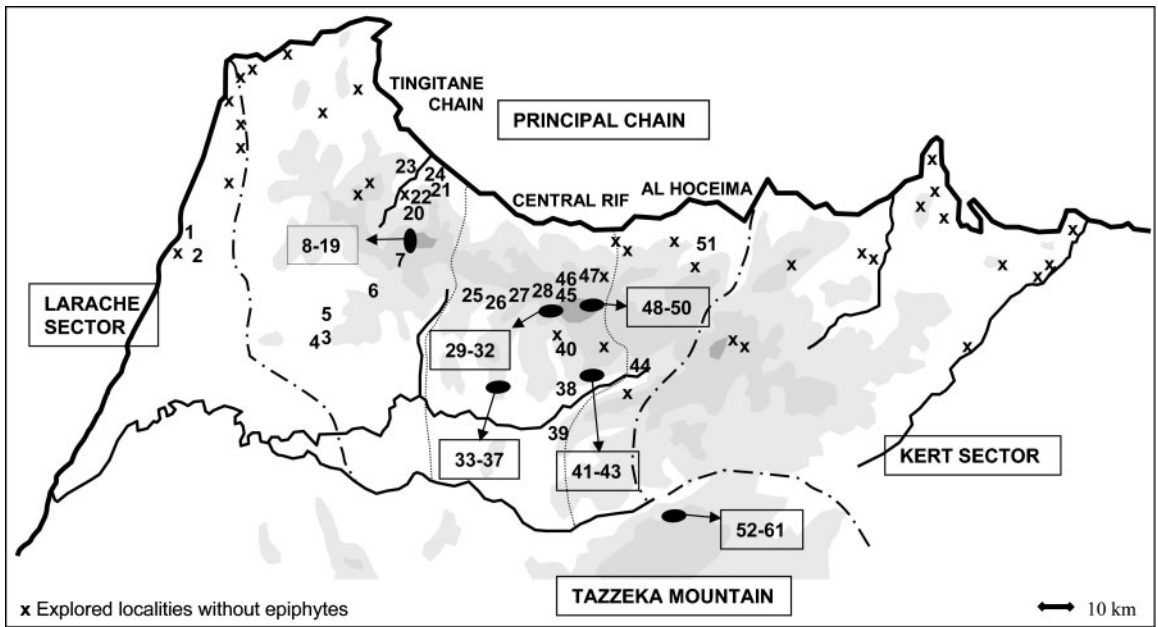 TINGITANE
CHAIN
PRINCIPAL CHAIN
23
24
21
22
20
CENTRAL RIF
AL HOCEIMA
1
2
8-19
7
51
6
46
47
LARACHE
SECTOR
25
26
27
28
45
48-50
5
4
3
29-32
40
44
38
39
33-37
41-43
KERT SECTOR
52-61
TAZZEKA MOUNTAIN
x Explored localities without epiphytes
10 km